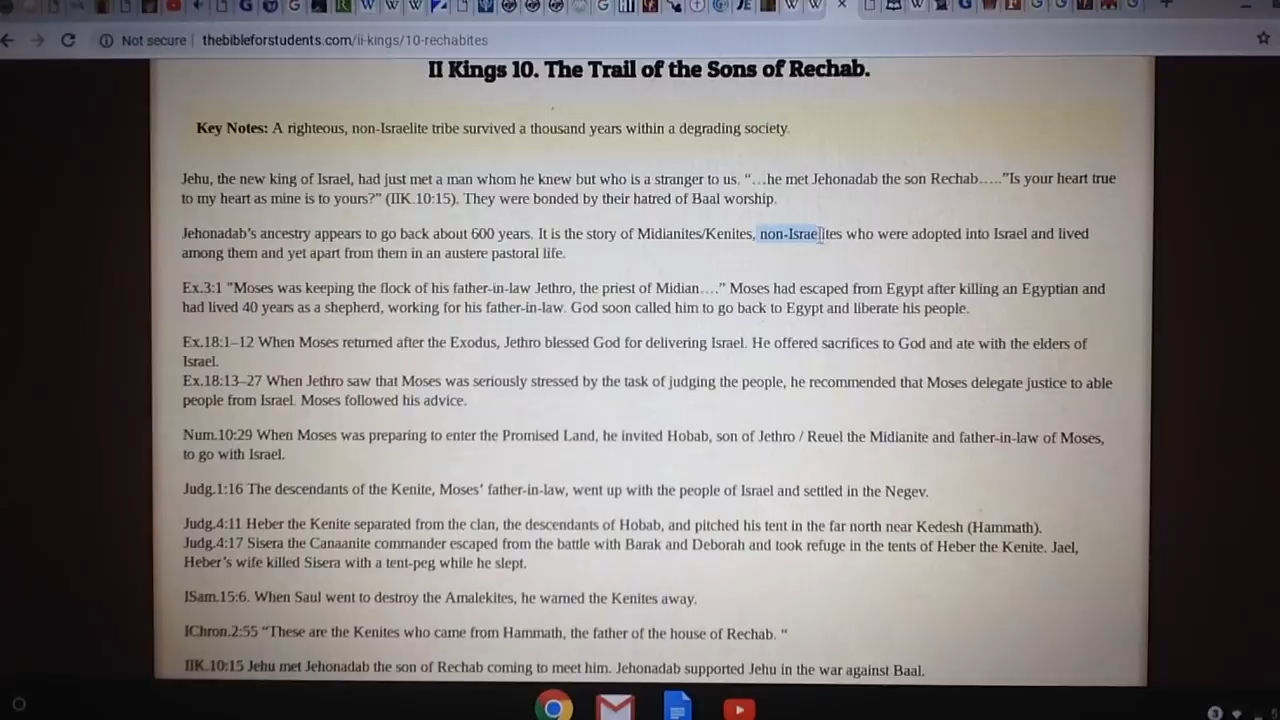 Not secure | thebibleforstudents.com/ii-kings/10-rechabites
II Kings 10. The Trail of the Sons of Rechab.
Key Notes: A righteous, non-Israelite tribe survived a thousand years within a degrading society.
Jehu, the new king of Israel, had just met a man whom he knew but who is a stranger to us. “…he met Jehonadab the son Rechab…..”Is your heart true
to my heart as mine is to yours?” (IIK.10:15). They were bonded by their hatred of Baal worship.
Jehonadab’s ancestry appears to go back about 600 years. It is the story of Midianites/Kenites, non-Israelites who were adopted into Israel and lived
among them and yet apart from them in an austere pastoral life.
Ex.3:1 "Moses was keeping the flock of his father-in-law Jethro, the priest of Midian…." Moses had escaped from Egypt after killing an Egyptian and
had lived 40 years as a shepherd, working for his father-in-law. God soon called him to go back to Egypt and liberate his people.
Ex.18:1–12 When Moses returned after the Exodus, Jethro blessed God for delivering Israel. He offered sacrifices to God and ate with the elders of
Israel.
Ex.18:13–27 When Jethro saw that Moses was seriously stressed by the task of judging the people, he recommended that Moses delegate justice to able
people from Israel. Moses followed his advice.
Num.10:29 When Moses was preparing to enter the Promised Land, he invited Hobab, son of Jethro / Reuel the Midianite and father-in-law of Moses,
to go with Israel.
Judg.1:16 The descendants of the Kenite, Moses’ father-in-law, went up with the people of Israel and settled in the Negev.
Judg.4:11 Heber the Kenite separated from the clan, the descendants of Hobab, and pitched his tent in the far north near Kedesh (Hammath).
Judg.4:17 Sisera the Canaanite commander escaped from the battle with Barak and Deborah and took refuge in the tents of Heber the Kenite. Jael,
Heber’s wife killed Sisera with a tent-peg while he slept.
ISam.15:6. When Saul went to destroy the Amalekites, he warned the Kenites away.
IChron.2:55 “These are the Kenites who came from Hammath, the father of the house of Rechab. “
IIK.10:15 Jehu met Jehonadab the son of Rechab coming to meet him. Jehonadab supported Jehu in the war against Baal.